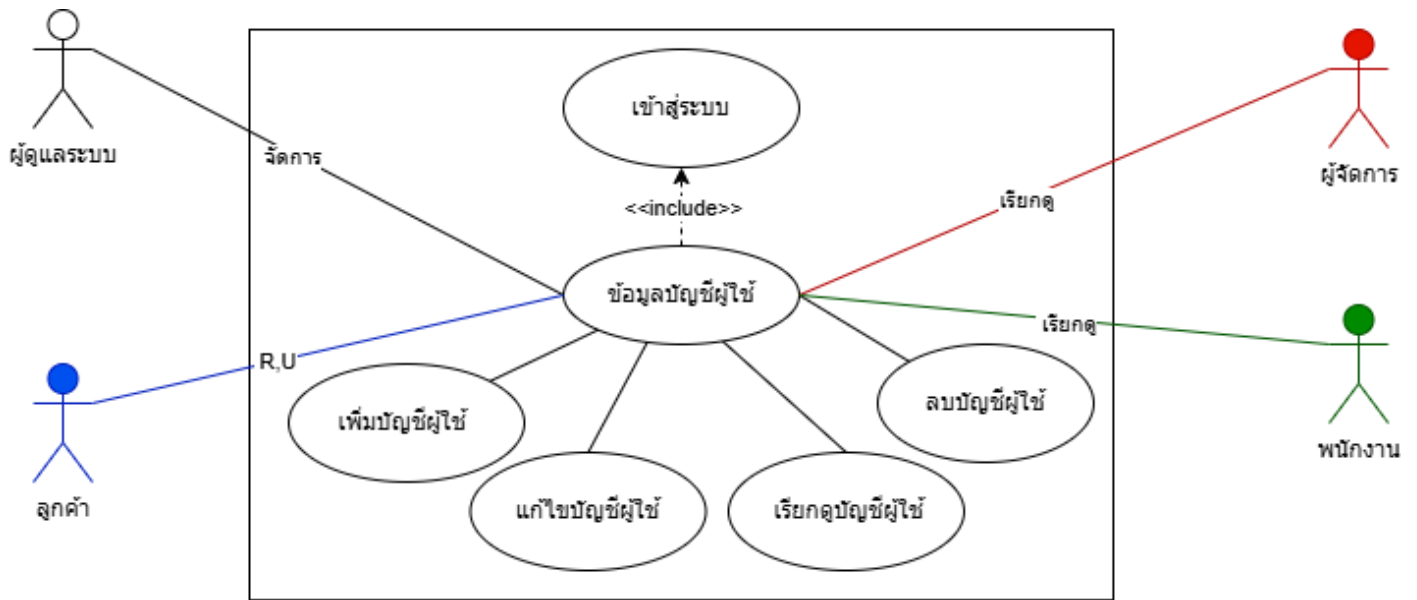 เข้าสู่ระบบ
ผู้ดูแลระบบ
จัดการ
ผู้จัดการ
เรียกดู
<<include>>
ข้อมูลบัญชีผู้ใช้
เรียกดู
R,U
เพิ่มบัญชีผู้ใช้
ลบบัญชีผู้ใช้
พนักงาน
ลูกค้า
แก้ไขบัญชีผู้ใช้
เรียกดูบัญชีผู้ใช้